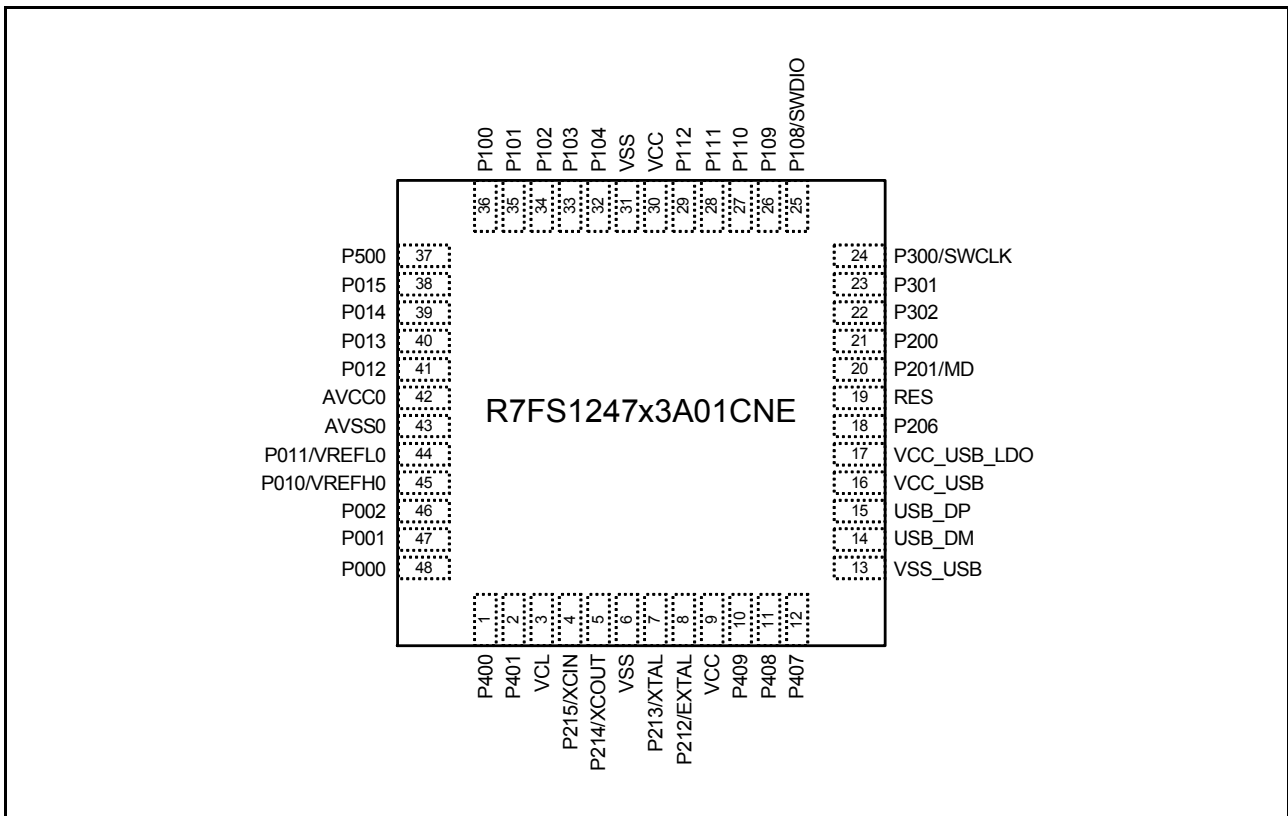 P100
P101
P102
P103
P104
VSS
VCC
P112
P111
P110
P109
P108/SWDIO
36
35
34
33
32
31
30
29
28
27
26
25
P500 37
P015 38
P014 39
P013 40
P012 41
AVCC0 42
AVSS0 43
P011/VREFL0 44
P010/VREFH0 45
P002 46
P001 47
P000 48
R7FS1247x3A01CNE
24 P300/SWCLK
23 P301
22 P302
21 P200
20 P201/MD
19 RES
18 P206
17 VCC_USB_LDO
16 VCC_USB
15 USB_DP
14 USB_DM
13 VSS_USB
1
2
3
4
5
6
7
8
9
10
11
12
P400
P401
VCL
P215/XCIN
P214/XCOUT
VSS
P213/XTAL
P212/EXTAL
VCC
P409
P408
P407